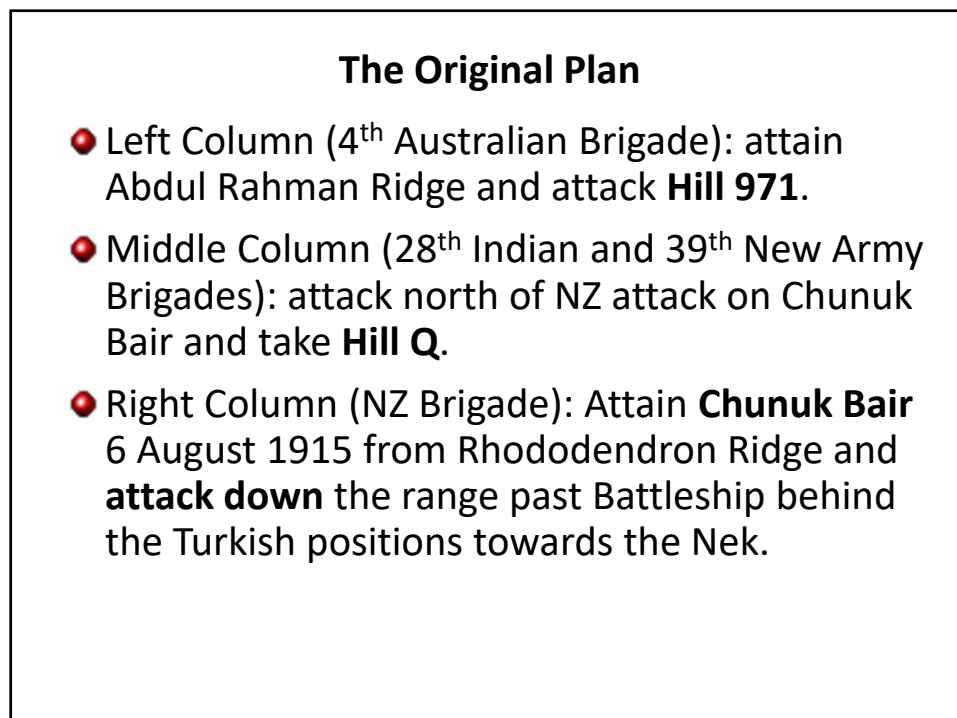 The Original Plan
Left Column (4th Australian Brigade): attain
Abdul Rahman Ridge and attack Hill 971.
Middle Column (28th Indian and 39th New Army
Brigades): attack north of NZ attack on Chunuk
Bair and take Hill Q.
Right Column (NZ Brigade): Attain Chunuk Bair
6 August 1915 from Rhododendron Ridge and
attack down the range past Battleship behind
the Turkish positions towards the Nek.